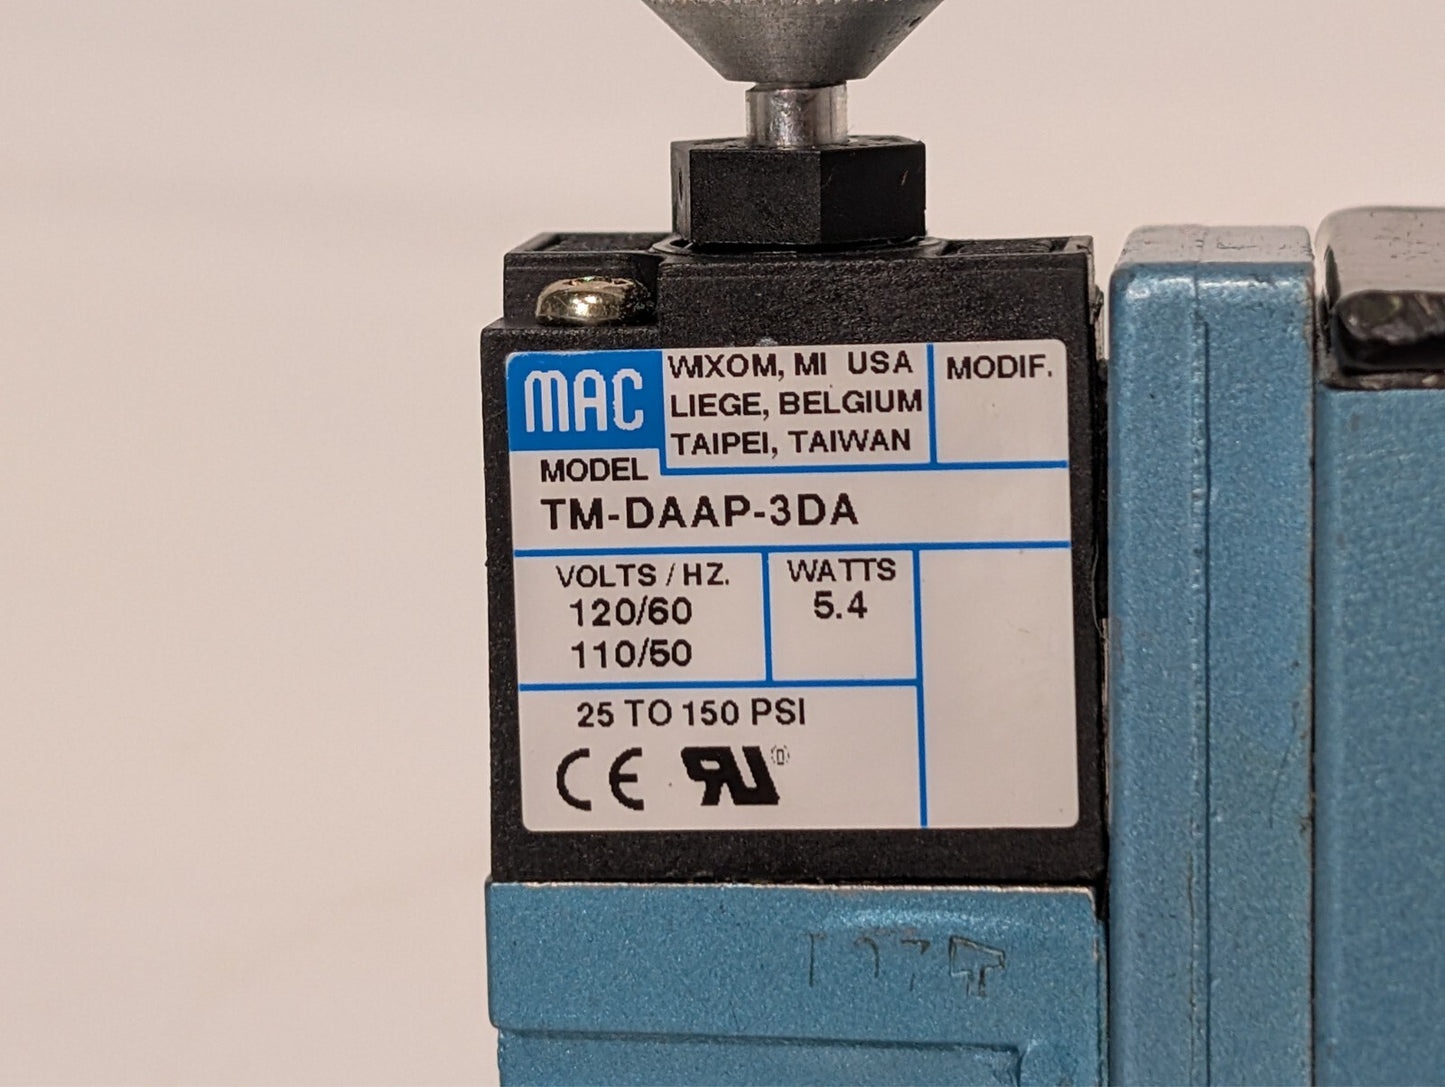 MAC
WIXOM, MI USA
LIEGE, BELGIUM
TAIPEI, TAIWAN
MODIF.
MODEL
TM-DAAP-3DA
VOLTS / HZ.
120/60
110/50
WATTS
5.4
25 TO 150 PSI
CE RU